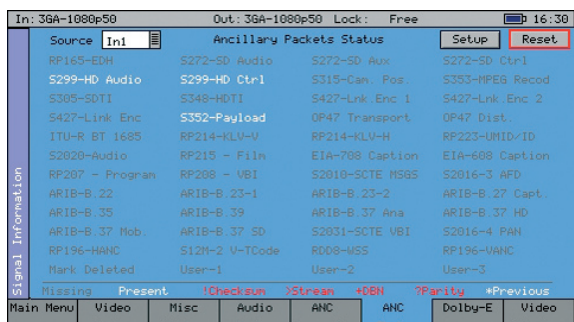 In: 3GA-1080p50 Out: 3GA-1080p50 Lock: Free 16:30
Source In1 Ancillary Packets Status Setup Reset
RP165-EDH S272-SD Audio S272-SD Aux S272-SD Ctrl
S299-HD Audio S299-HD Ctrl S315-Cam. Pos. S353-MPEG Recod
S305-SDTI S348-HDTI S427-Lnk.Enc 1 S427-Lnk.Enc 2
S427-Link Enc S352-Payload OP47 Transport OP47 Dist.
ITU-R BT 1685 RP214-KLV-V RP214-KLV-H RP223-UMID/ID
S2020-Audio RP215 - Film EIA-708 Caption EIA-608 Caption
RP207 - Program RP208 - VBI S2010-SCTE MSGS S2016-3 AFD
ARIB-B.22 ARIB-B.23-1 ARIB-B.23-2 ARIB-B.27 Capt.
ARIB-B.35 ARIB-B.39 ARIB-B.37 Ana ARIB-B.37 HD
ARIB-B.37 Mob. ARIB-B.37 SD S2031-SCTE VBI S2016-4 PAN
RP196-HANC S12M-2 V-TCode RDD8-WSS RP196-VANC
Mark Deleted User-1 User-2 User-3
Missing Present !Checksum >Stream +DBN ?Parity *Previous
Signal Information
Main Menu Video Misc Audio ANC ANC Dolby-E Video